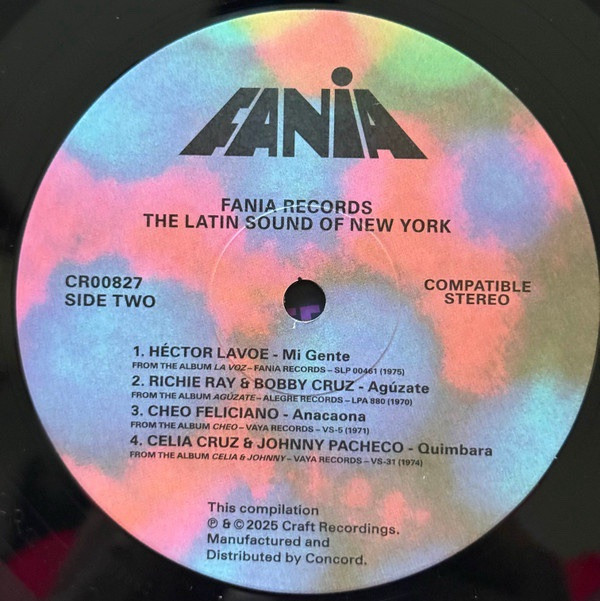 FANIA
FANIA RECORDS
THE LATIN SOUND OF NEW YORK
CR00827
SIDE TWO
COMPATIBLE
STEREO
1. HÉCTOR LAVOE - Mi Gente
FROM THE ALBUM LA VOZ – FANIA RECORDS – SLP 00461 (1975)
2. RICHIE RAY & BOBBY CRUZ - Agúzate
FROM THE ALBUM AGÚZATE – ALEGRE RECORDS – LPA 880 (1970)
3. CHEO FELICIANO - Anacaona
FROM THE ALBUM CHEO – VAYA RECORDS – VS-5 (1971)
4. CELIA CRUZ & JOHNNY PACHECO - Quimbara
FROM THE ALBUM CELIA & JOHNNY – VAYA RECORDS – VS-31 (1974)
This compilation
℗ & © 2025 Craft Recordings.
Manufactured and
Distributed by Concord.